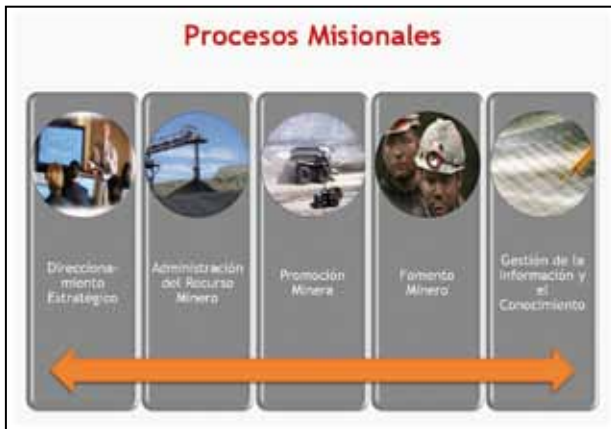 Procesos Misionales
Direcciona-
miento
Estratégico
Administración
del Recurso
Minero
Promoción
Minera
Fomento
Minero
Gestión de la
Información y
el
Conocimiento